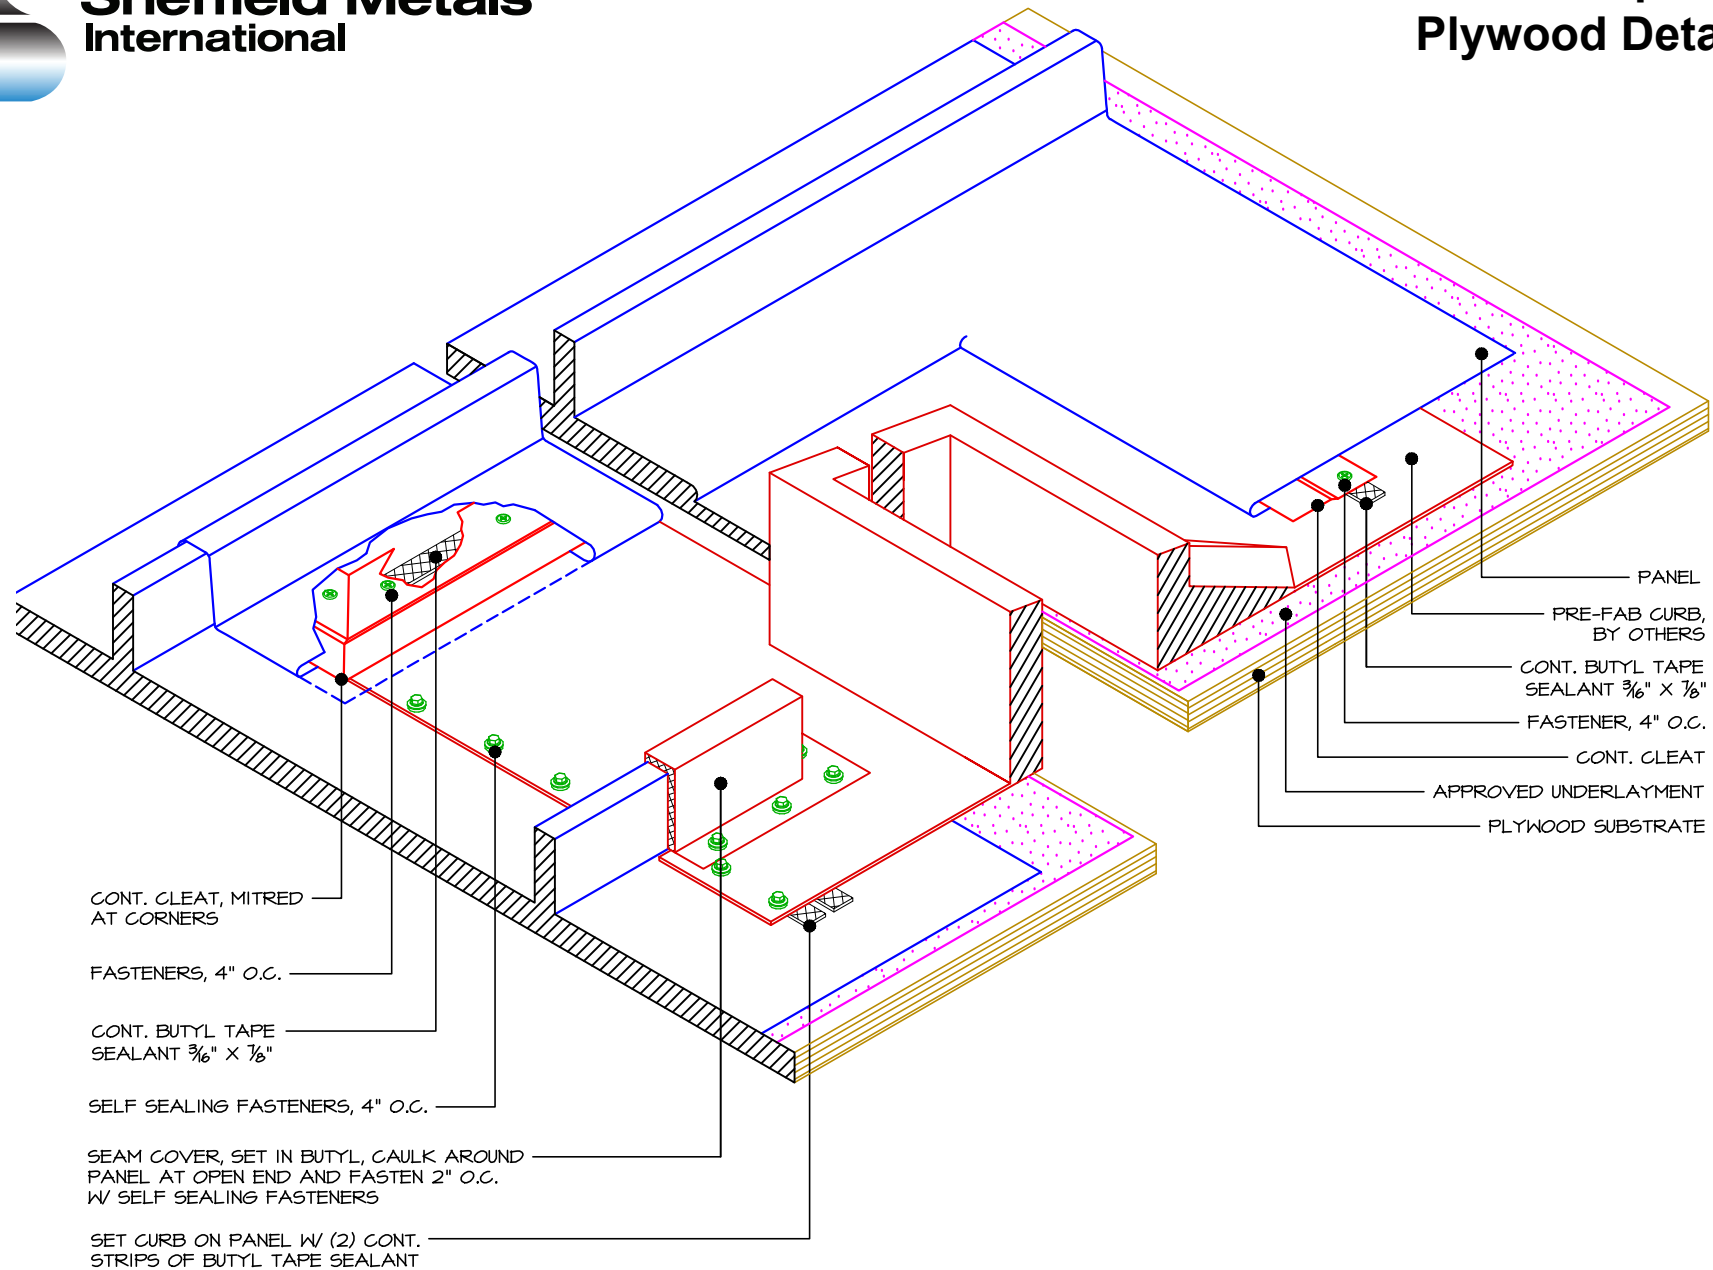 Sheffield Metals
International
Plywood
PANEL
PRE-FAB CURB,
BY OTHERS
CONT. BUTYL TAPE
SEALANT 3/16" X 7/8"
FASTENER, 4" O.C.
CONT. CLEAT
APPROVED UNDERLAYMENT
PLYWOOD SUBSTRATE
CONT. CLEAT, MITRED
AT CORNERS
FASTENERS, 4" O.C.
CONT. BUTYL TAPE
SEALANT 3/16" X 7/8"
SELF SEALING FASTENERS, 4" O.C.
SEAM COVER, SET IN BUTYL, CAULK AROUND
PANEL AT OPEN END AND FASTEN 2" O.C.
W/ SELF SEALING FASTENERS
SET CURB ON PANEL W/ (2) CONT.
STRIPS OF BUTYL TAPE SEALANT